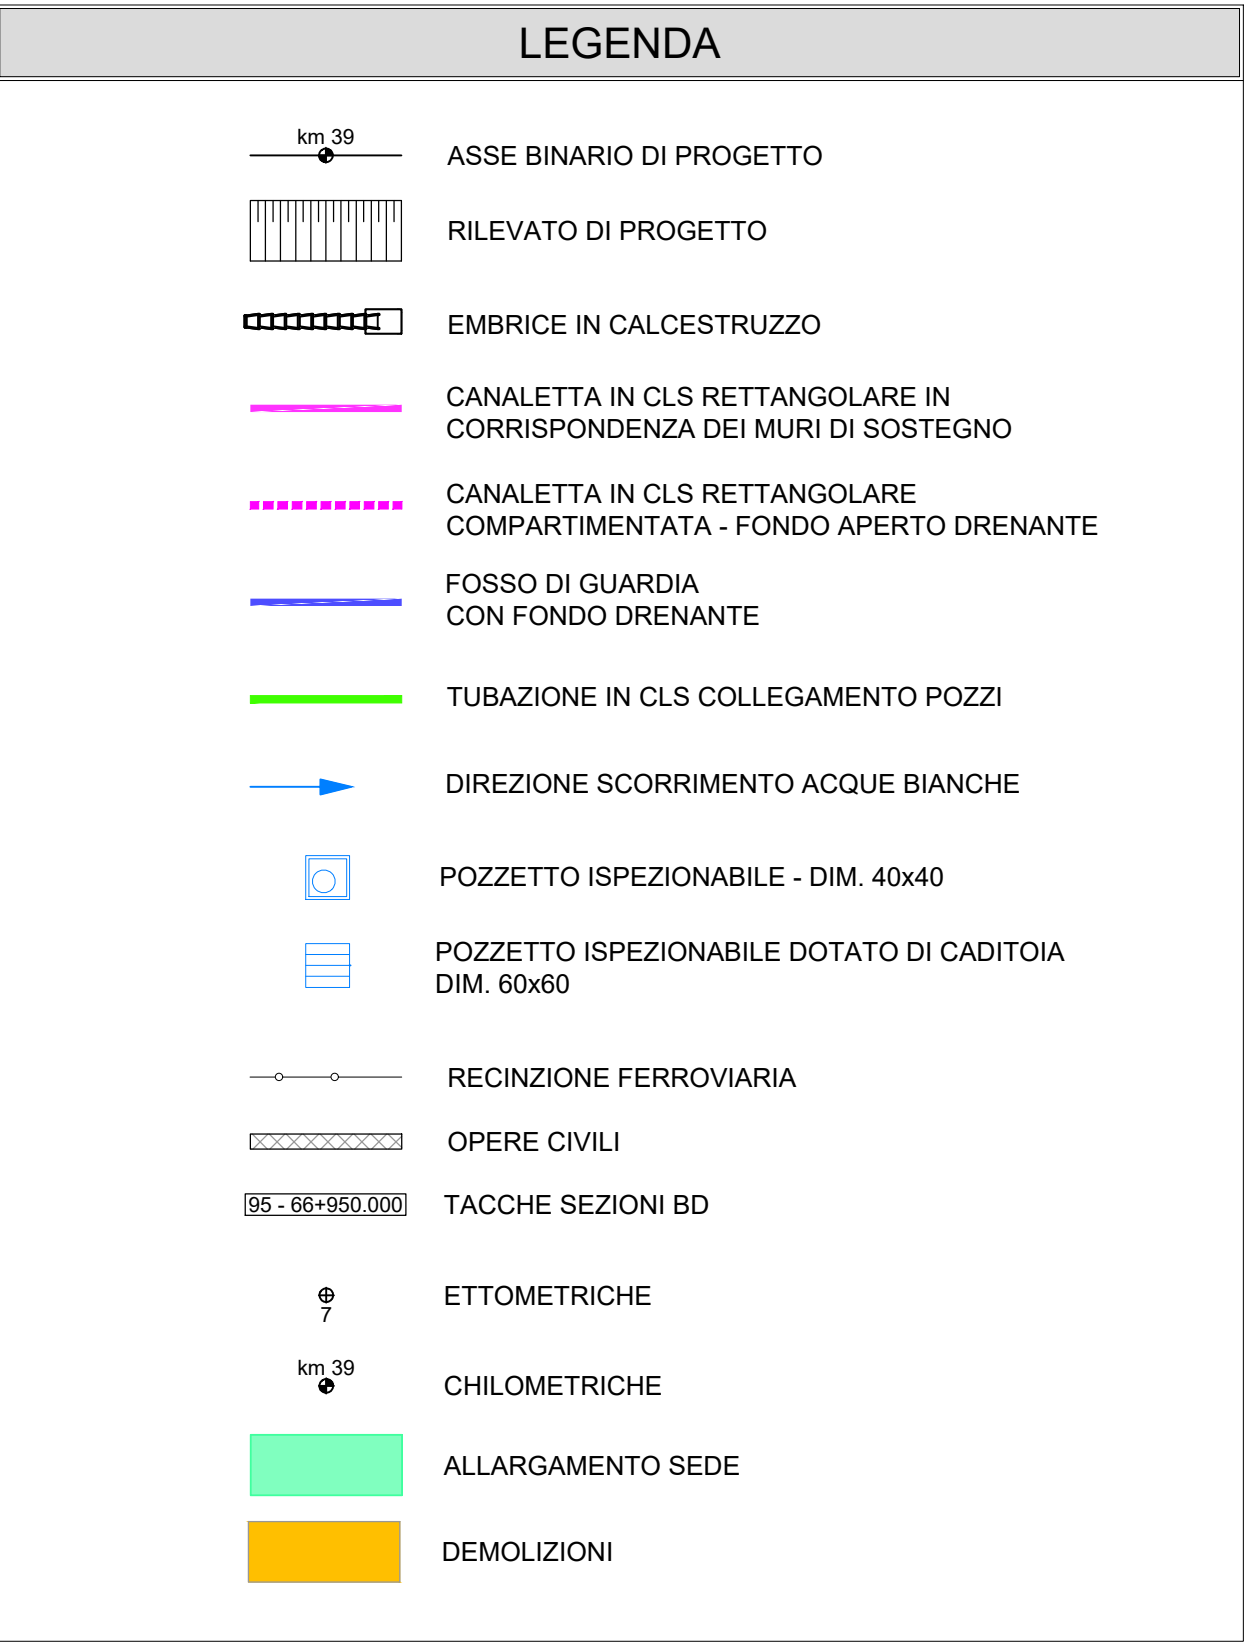 LEGENDA
km 39
ASSE BINARIO DI PROGETTO
RILEVATO DI PROGETTO
EMBRICE IN CALCESTRUZZO
CANALETTA IN CLS RETTANGOLARE IN
CORRISPONDENZA DEI MURI DI SOSTEGNO
CANALETTA IN CLS RETTANGOLARE
COMPARTIMENTATA - FONDO APERTO DRENANTE
FOSSO DI GUARDIA
CON FONDO DRENANTE
TUBAZIONE IN CLS COLLEGAMENTO POZZI
DIREZIONE SCORRIMENTO ACQUE BIANCHE
POZZETTO ISPEZIONABILE - DIM. 40x40
POZZETTO ISPEZIONABILE DOTATO DI CADITOIA
DIM. 60x60
RECINZIONE FERROVIARIA
OPERE CIVILI
95 - 66+950.000 TACCHE SEZIONI BD
ETTOMETRICHE
7
km 39
CHILOMETRICHE
ALLARGAMENTO SEDE
DEMOLIZIONI